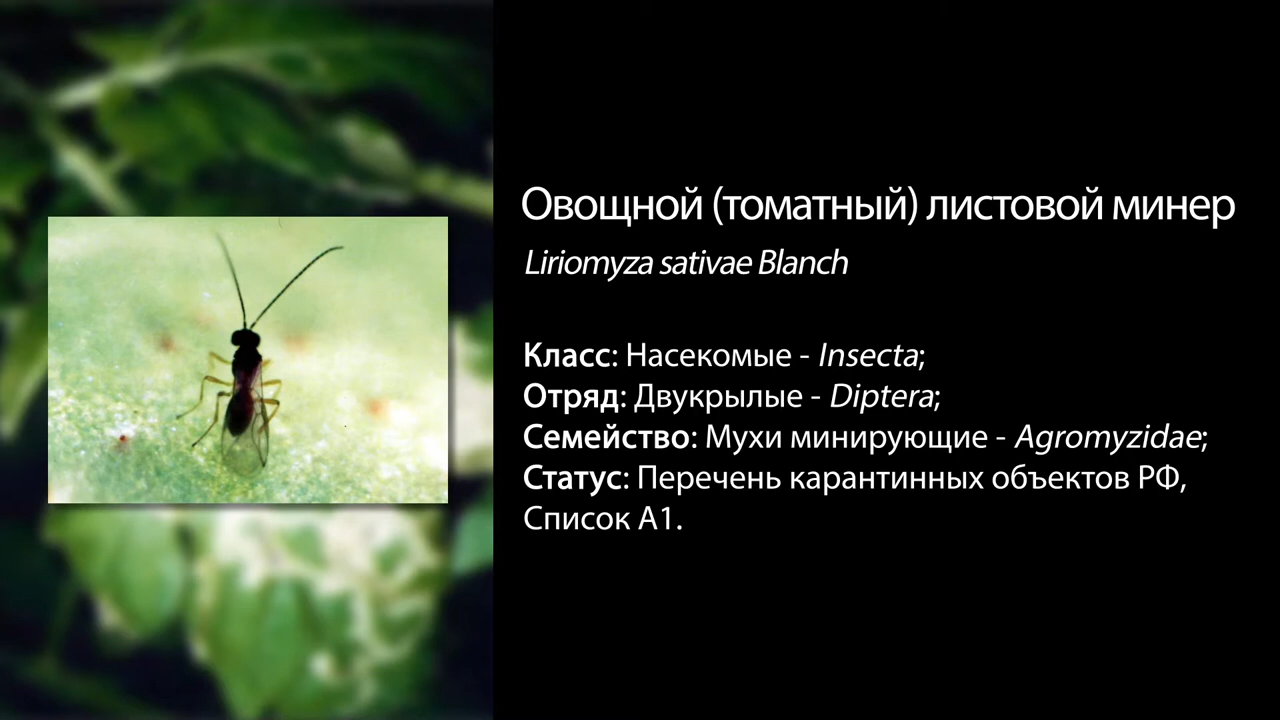 Овощной (томатный) листовой минер
Liriomyza sativae Blanch
Класс: Насекомые - Insecta;
Отряд: Двукрылые - Diptera;
Семейство: Мухи минирующие - Agromyzidae;
Статус: Перечень карантинных объектов РФ,
Список А1.